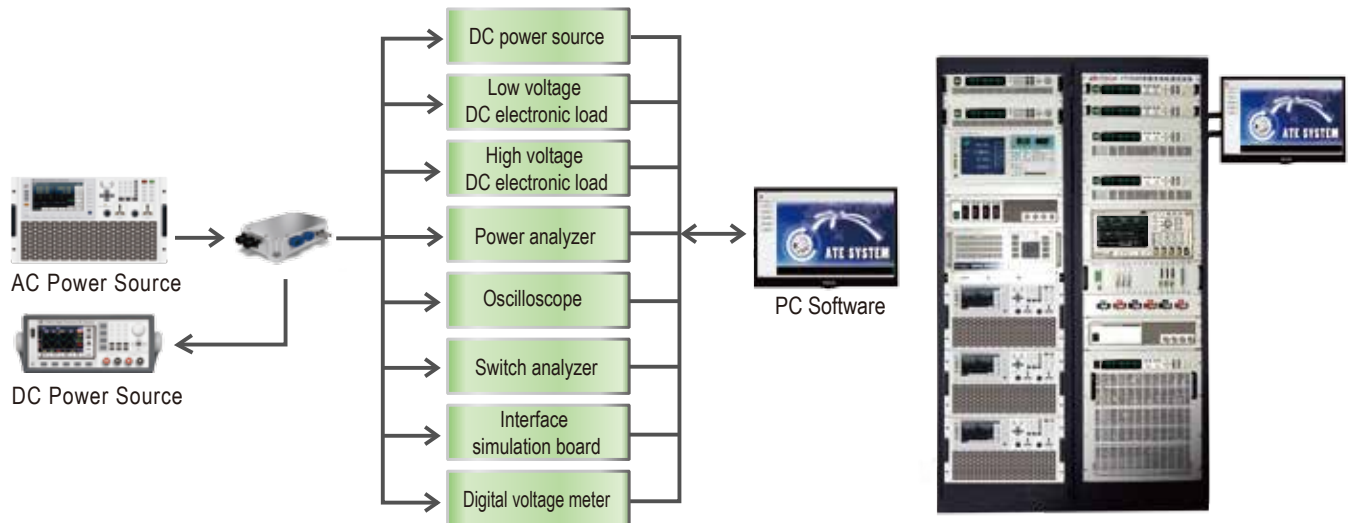 DC power source
Low voltage
DC electronic load
High voltage
DC electronic load
Power analyzer
Oscilloscope
Switch analyzer
Interface
simulation board
Digital voltage meter
AC Power Source
DC Power Source
ATE SYSTEM
PC Software
ATE SYSTEM